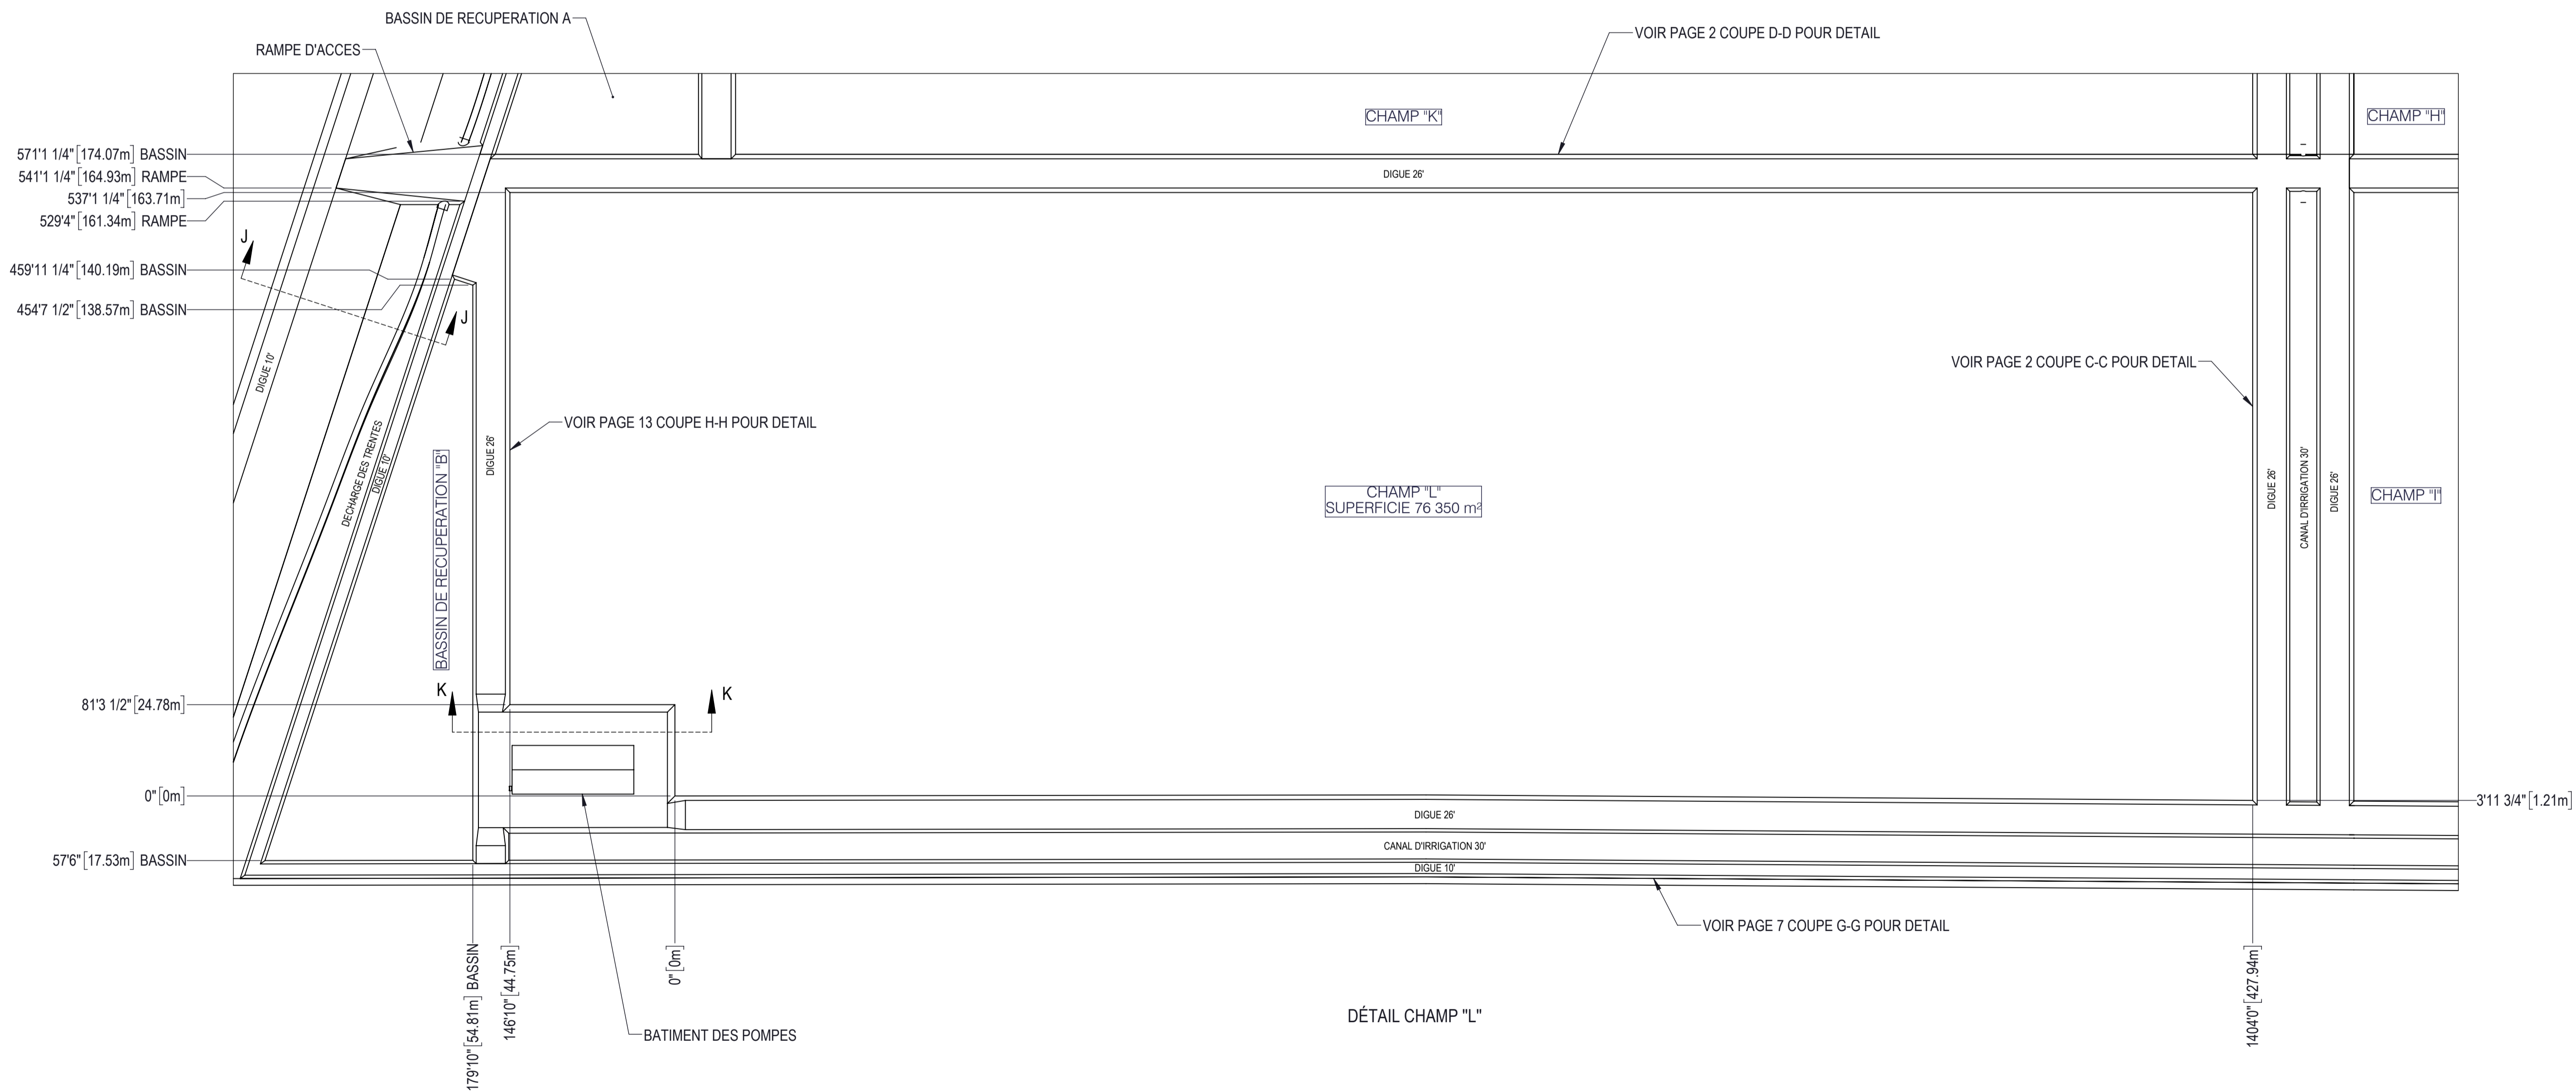 BASSIN DE RECUPERATION A
VOIR PAGE 2 COUPE D-D POUR DETAIL
RAMPE D'ACCES
CHAMP "K"
CHAMP "H"
571'1 1/4" [174.07m] BASSIN
541'1 1/4" [164.93m] RAMPE
537'1 1/4" [163.71m]
529'4" [161.34m] RAMPE
459'11 1/4" [140.19m] BASSIN
454'7 1/2" [138.57m] BASSIN
DIGUE 26'
J
J
DIGUE 10'
DECHARGE DES TRENTES
DIGUE 10'
BASSIN DE RECUPERATION "B"
DIGUE 26'
VOIR PAGE 13 COUPE H-H POUR DETAIL
VOIR PAGE 2 COUPE C-C POUR DETAIL
CHAMP "L"
SUPERFICIE 76 350 m²
DIGUE 26'
CANAL D'IRRIGATION 30'
DIGUE 26'
CHAMP "I"
K
K
81'3 1/2" [24.78m]
0" [0m]
57'6" [17.53m] BASSIN
3'11 3/4" [1.21m]
DIGUE 26'
CANAL D'IRRIGATION 30'
DIGUE 10'
VOIR PAGE 7 COUPE G-G POUR DETAIL
179'10" [54.81m] BASSIN
146'10" [44.75m]
0" [0m]
1404'0" [427.94m]
BATIMENT DES POMPES
DÉTAIL CHAMP "L"